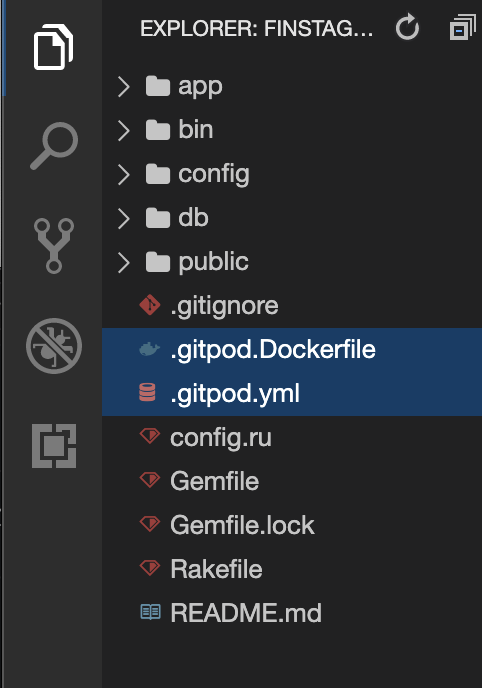 EXPLORER: FINSTAG...
app
bin
config
db
public
.gitignore
.gitpod.Dockerfile
.gitpod.yml
config.ru
Gemfile
Gemfile.lock
Rakefile
README.md